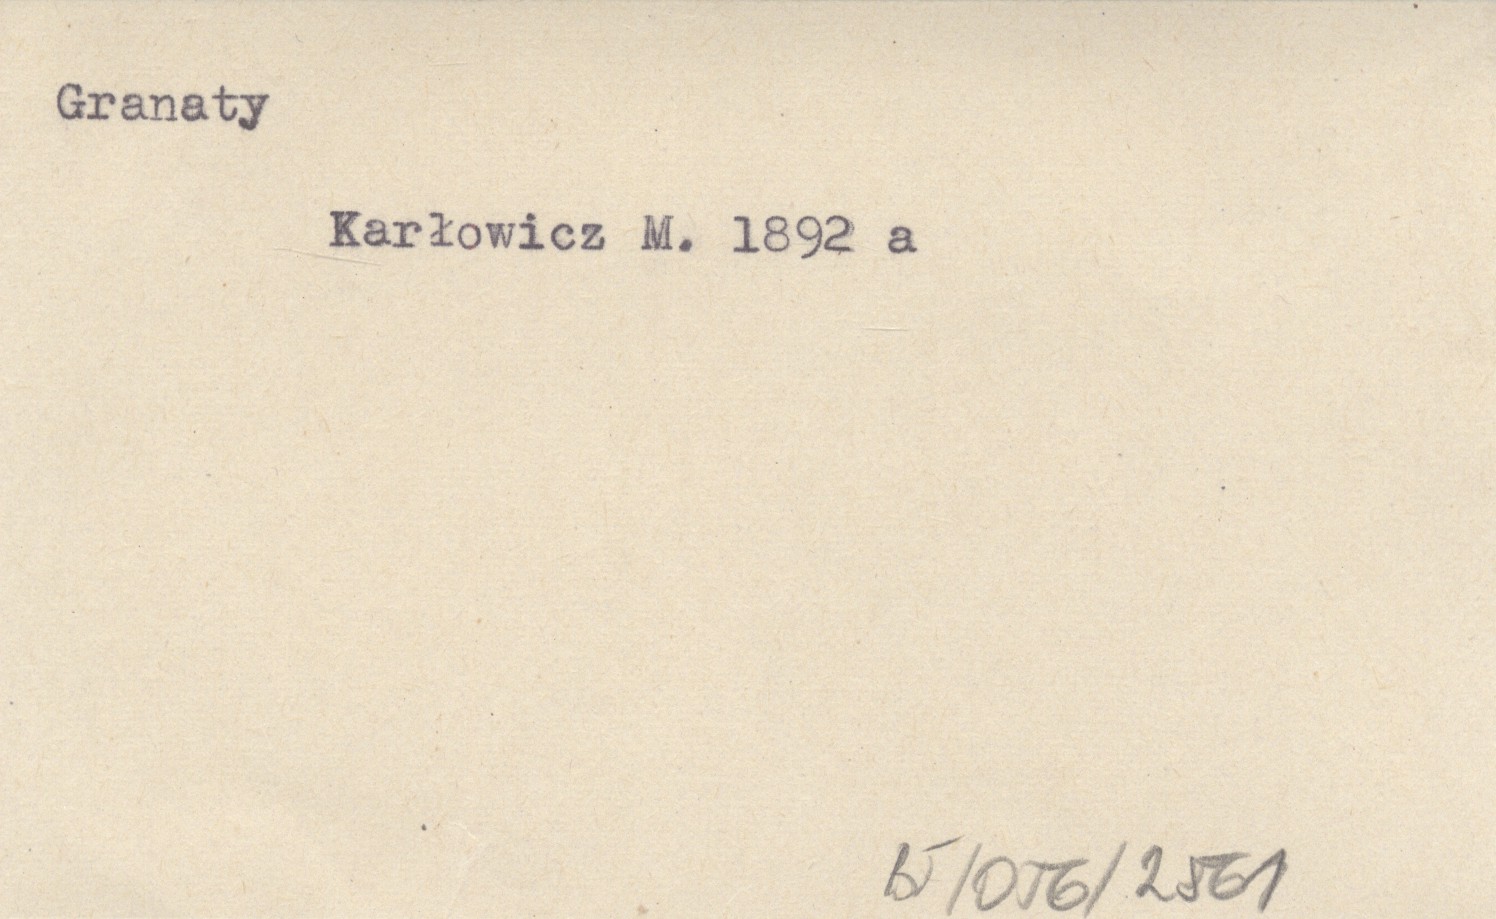 Granaty
Karłowicz M. 1892 a
B/056/2561